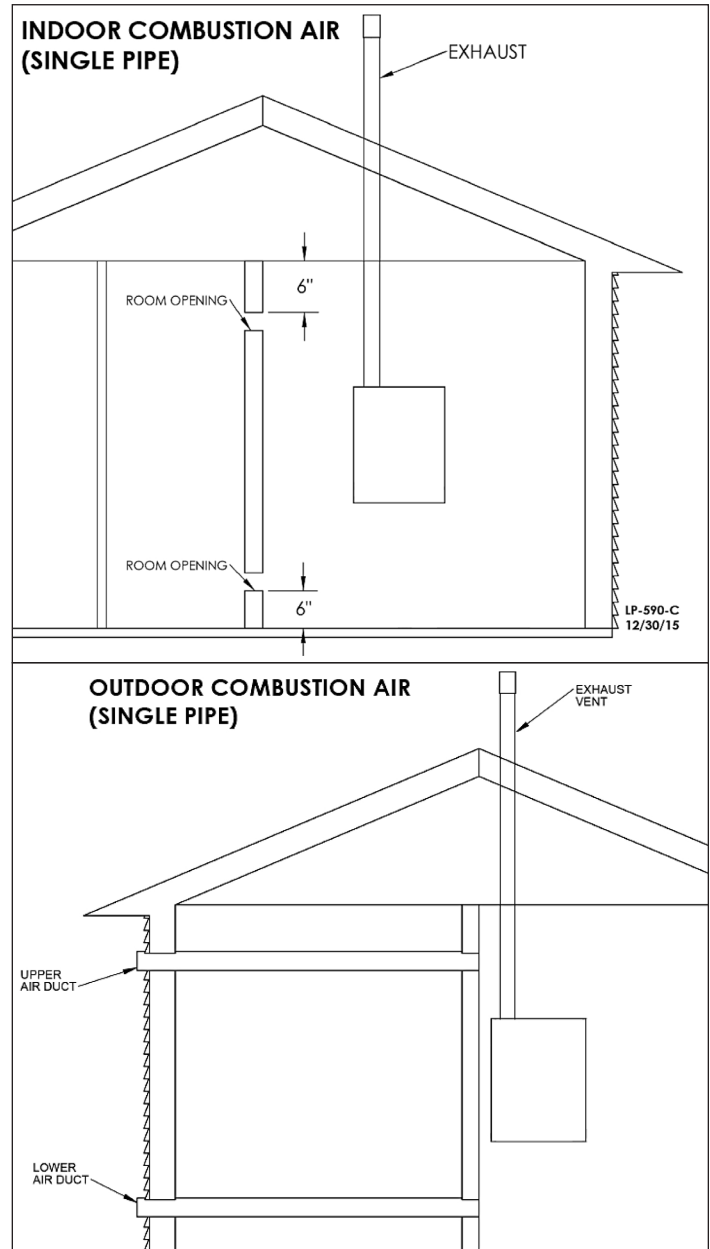 INDOOR COMBUSTION AIR
(SINGLE PIPE)
EXHAUST
6"
ROOM OPENING
ROOM OPENING
6"
LP-590-C
12/30/15
OUTDOOR COMBUSTION AIR
(SINGLE PIPE)
EXHAUST
VENT
UPPER
AIR DUCT
LOWER
AIR DUCT